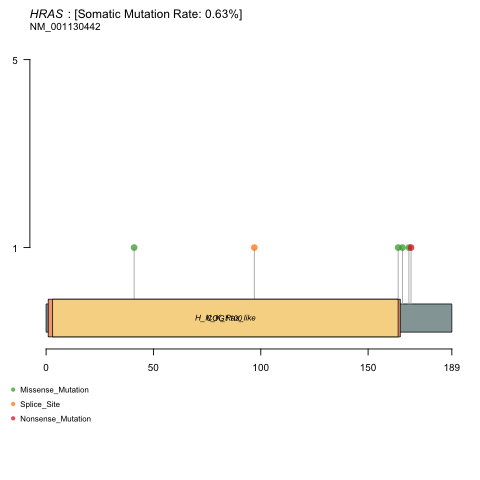 HRAS : [Somatic Mutation Rate: 0.63%]
NM_001130442
5
1
0 50 100 150 189
Missense_Mutation
Splice_Site
Nonsense_Mutation